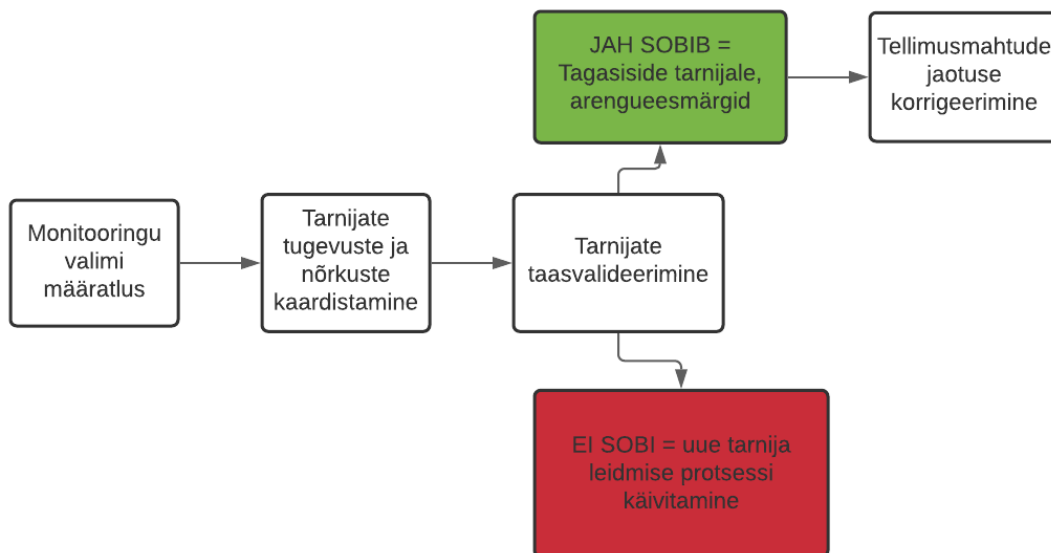 JAH SOBIB =
Tagasiside tarnijale,
arengueesmärgid
Tellimusmahtude
jaotuse
korrigeerimine
Monitooringu
valimi
määratlus
Tarnijate
tugevuste ja
nõrkuste
kaardistamine
Tarnijate
taasvalideerimine
EI SOBI = uue tarnija
leidmise protsessi
käivitamine